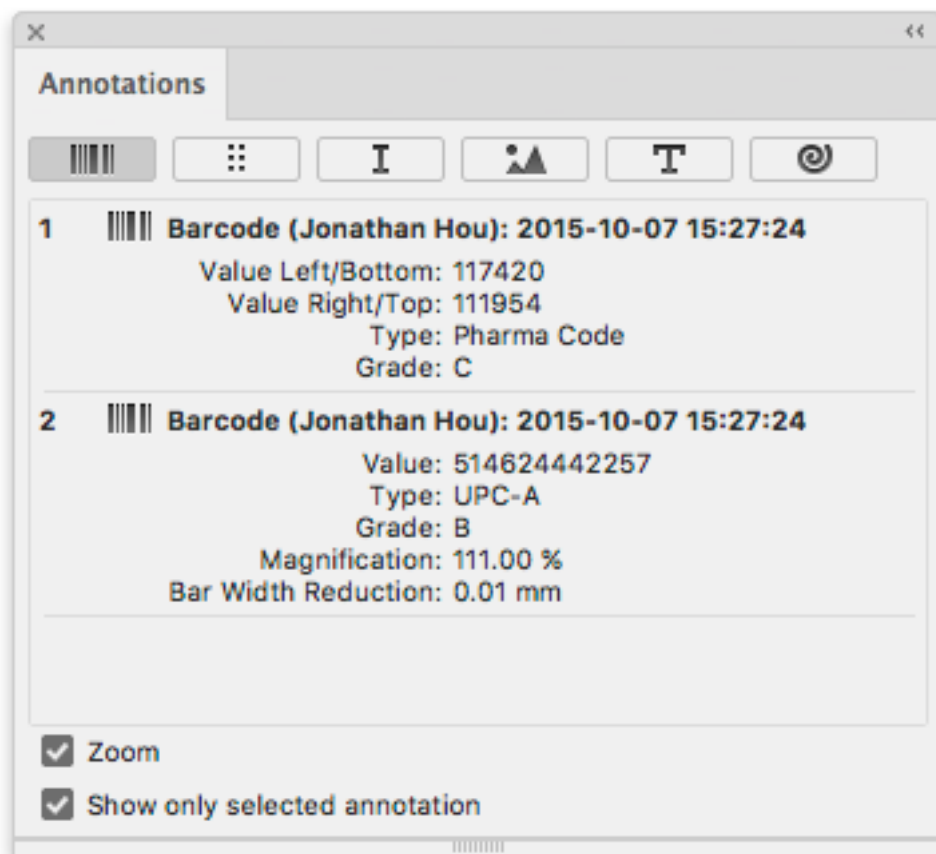 Annotations
1 Barcode (Jonathan Hou): 2015-10-07 15:27:24
Value Left/Bottom: 117420
Value Right/Top: 111954
Type: Pharma Code
Grade: C
2 Barcode (Jonathan Hou): 2015-10-07 15:27:24
Value: 514624442257
Type: UPC-A
Grade: B
Magnification: 111.00 %
Bar Width Reduction: 0.01 mm
Zoom
Show only selected annotation